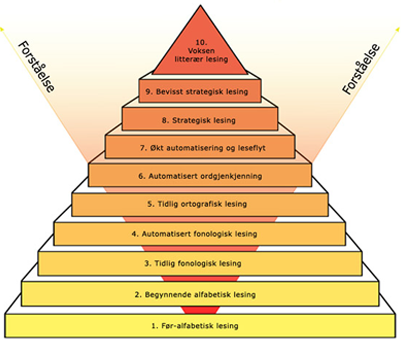 10.
Voksen
litterær lesing
Forståelse
Forståelse
9. Bevisst strategisk lesing
8. Strategisk lesing
7. Økt automatisering og leseflyt
6. Automatisert ordgjenkjenning
5. Tidlig ortografisk lesing
4. Automatisert fonologisk lesing
3. Tidlig fonologisk lesing
2. Begynnende alfabetisk lesing
1. Før-alfabetisk lesing